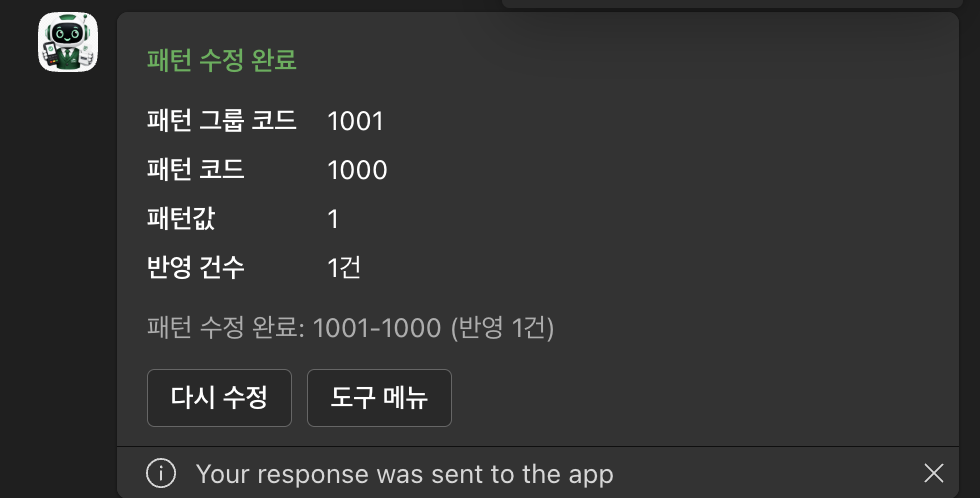 패턴 수정 완료
패턴 그룹 코드 1001
패턴 코드 1000
패턴값 1
반영 건수 1건
패턴 수정 완료: 1001-1000 (반영 1건)
다시 수정 도구 메뉴
Your response was sent to the app